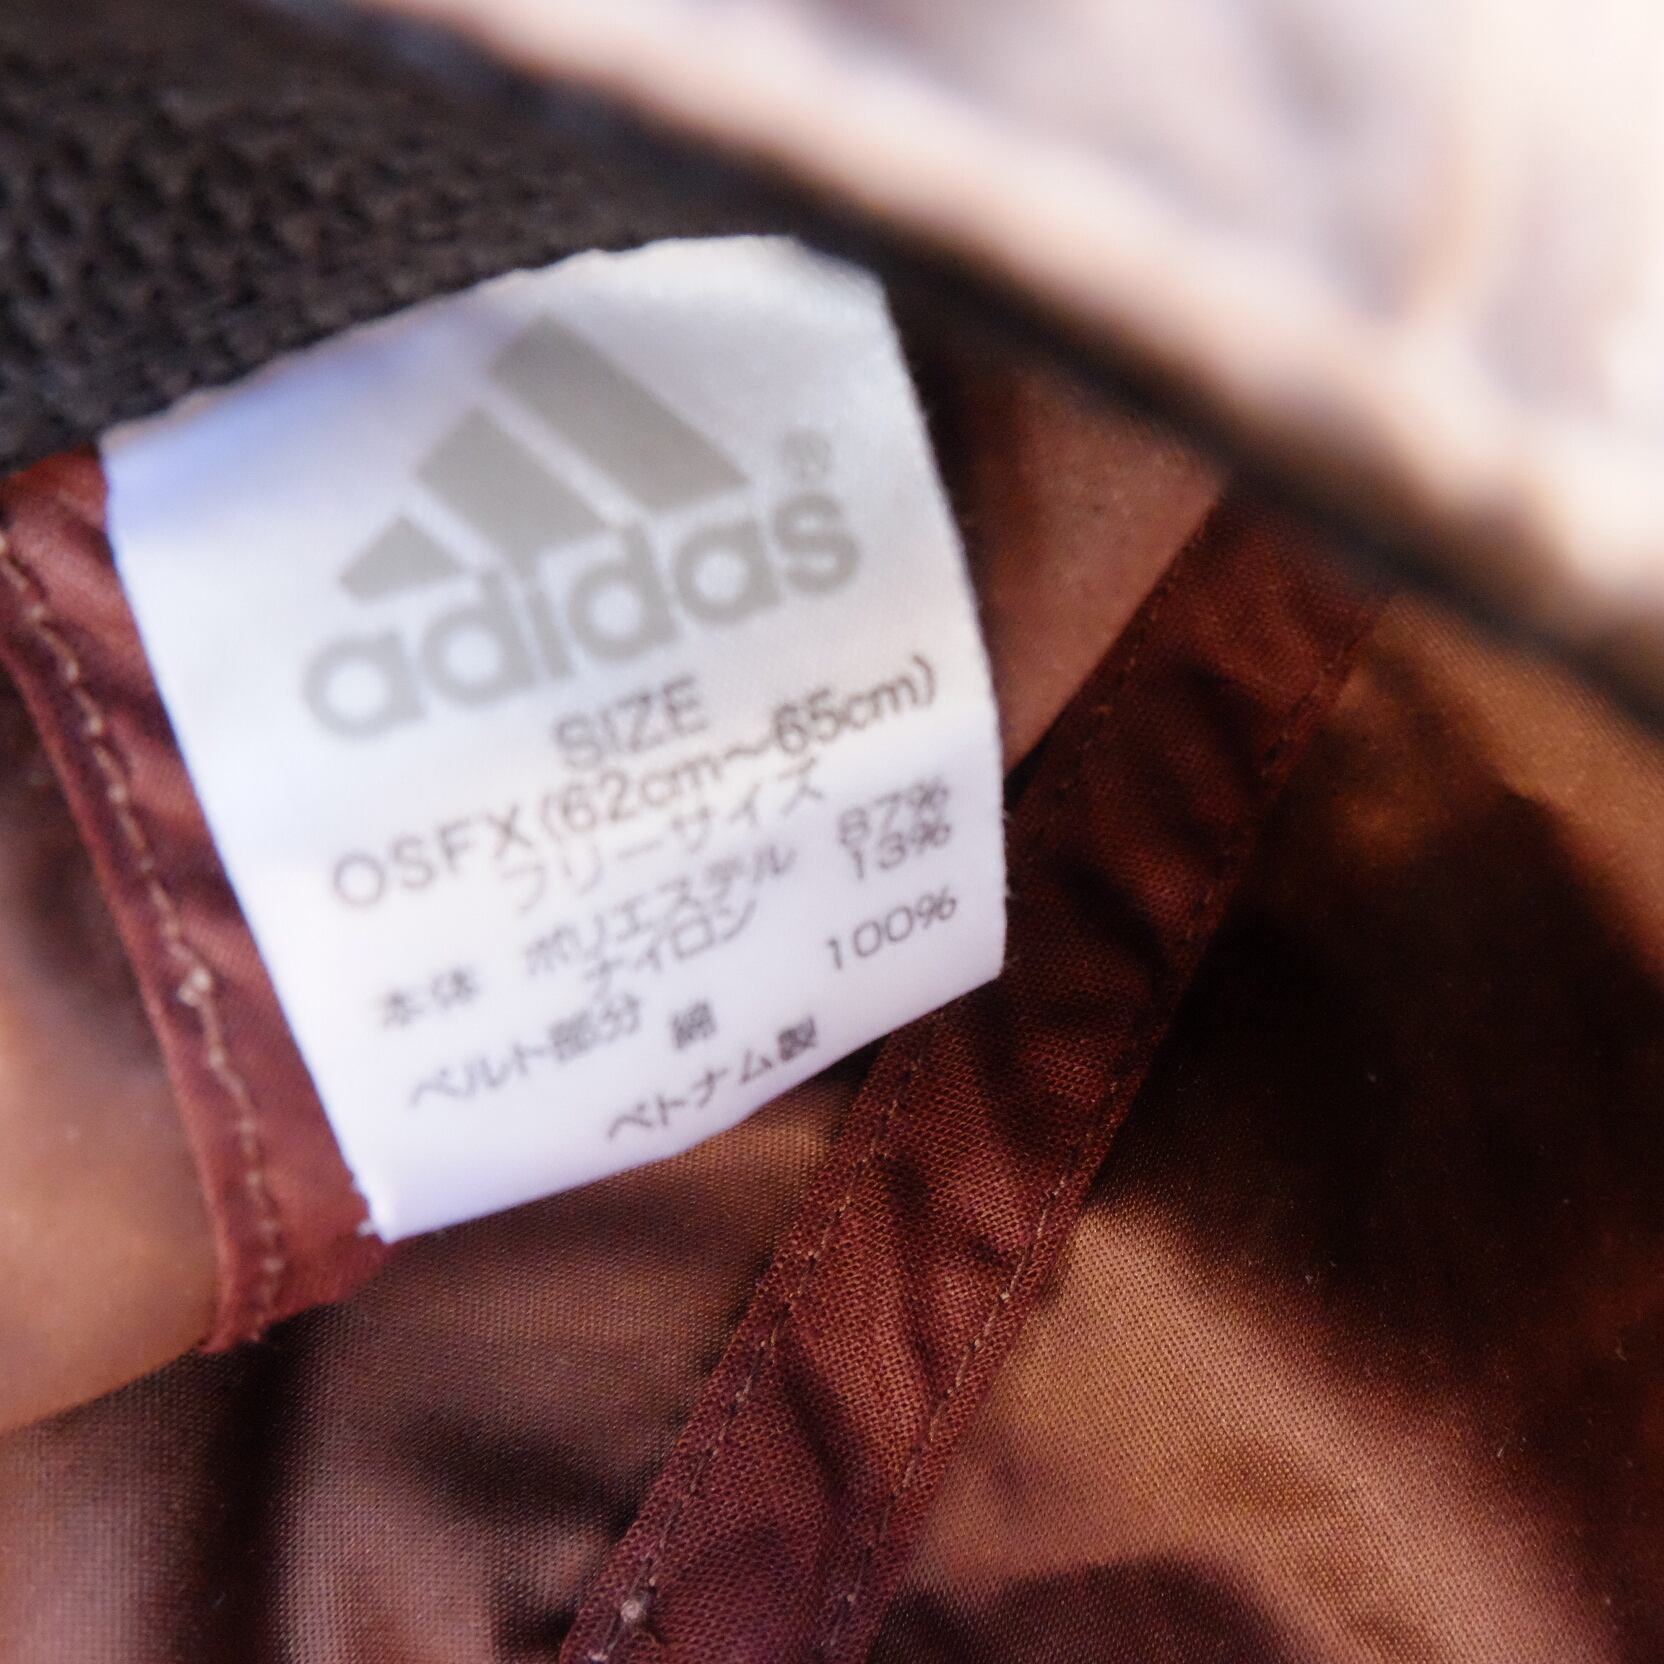 adidas®
SIZE
OSFX(62cm~65cm)
フリーサイズ
本体 ポリエステル 87%
ナイロン 13%
ベルト部分 綿 100%
ベトナム製